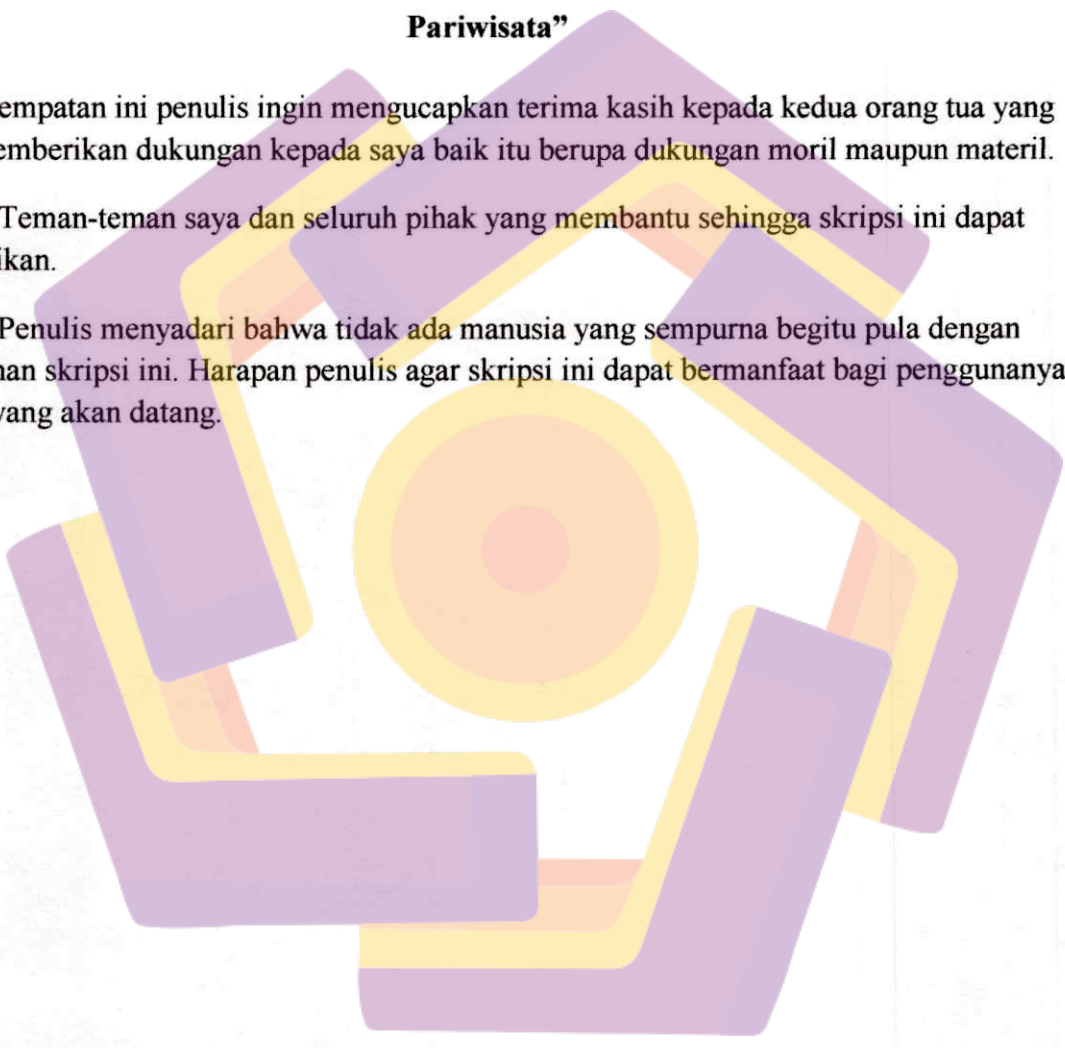 Pariwisata”
empatan ini penulis ingin mengucapkan terima kasih kepada kedua orang tua yang
emberikan dukungan kepada saya baik itu berupa dukungan moril maupun materil.
Teman-teman saya dan seluruh pihak yang membantu sehingga skripsi ini dapat
ikan.
Penulis menyadari bahwa tidak ada manusia yang sempurna begitu pula dengan
nan skripsi ini. Harapan penulis agar skripsi ini dapat bermanfaat bagi penggunanya
yang akan datang.